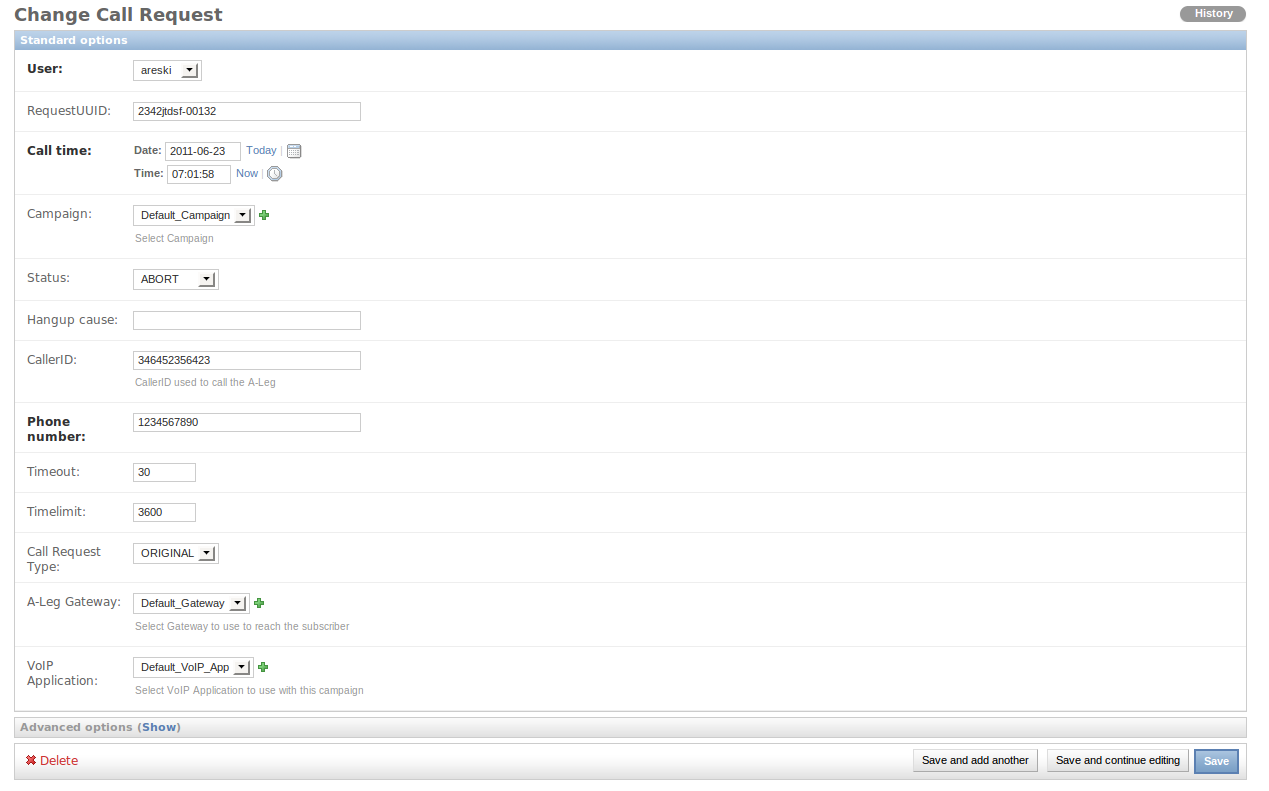 Change Call Request
History
Standard options
User: areski
RequestUUID: 2342jtdsf-00132
Call time: Date: 2011-06-23 Today |
Time: 07:01:58 Now |
Campaign: Default_Campaign
Select Campaign
Status: ABORT
Hangup cause:
CallerID: 346452356423
CallerID used to call the A-Leg
Phone
number: 1234567890
Timeout: 30
Timelimit: 3600
Call Request
Type: ORIGINAL
A-Leg Gateway: Default_Gateway
Select Gateway to use to reach the subscriber
VoIP
Application: Default_VoIP_App
Select VoIP Application to use with this campaign
Advanced options (Show)
Delete
Save and add another
Save and continue editing
Save